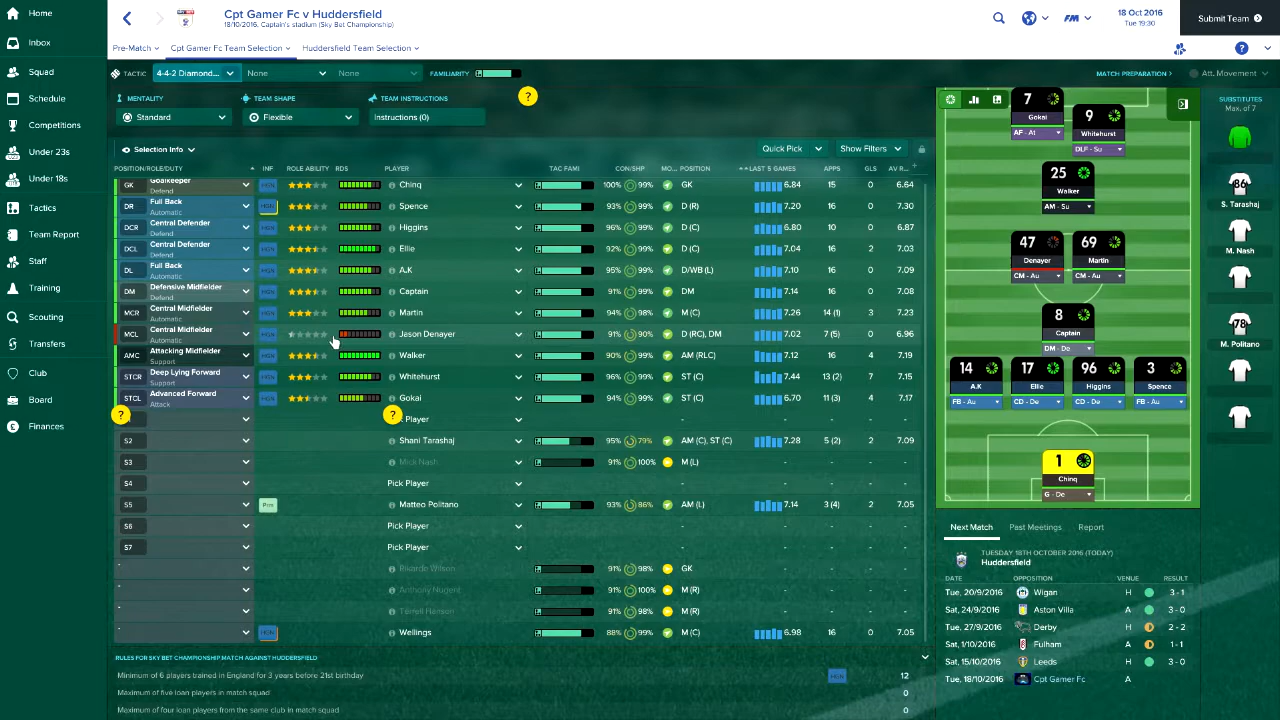 Home
Cpt Gamer Fc v Huddersfield
18/10/2016, Captain's stadium (Sky Bet Championship)
FM
18 Oct 2016
Tue 19:30
Submit Team
Inbox
Pre-Match
Cpt Gamer Fc Team Selection
Huddersfield Team Selection
?
Squad
TACTIC
4-4-2 Diamond...
None
None
FAMILIARITY
MATCH PREPARATION
Att. Movement
Schedule
MENTALITY
TEAM SHAPE
TEAM INSTRUCTIONS
?
Standard
Flexible
Instructions (0)
Competitions
Under 23s
Selection Info
Quick Pick
Show Filters
POSITION/ROLE/DUTY
INF
ROLE ABILITY
RDS
PLAYER
TAC FAMI
CON/SHP
MO...
POSITION
LAST 5 GAMES
APPS
GLS
AV R...
Under 18s
GK
Goalkeeper
Defend
HGN
Chinq
100%
99%
GK
6.84
15
0
6.64
DR
Full Back
Automatic
HGN
Spence
93%
99%
D (R)
7.20
16
0
7.30
Tactics
DCR
Central Defender
Defend
HGN
Higgins
96%
99%
D (C)
6.80
10
0
6.87
Team Report
DCL
Central Defender
Defend
HGN
Ellie
92%
99%
D (C)
7.04
16
2
7.03
Staff
DL
Full Back
Automatic
HGN
A.K
95%
99%
D/WB (L)
7.10
16
0
7.09
Training
DM
Defensive Midfielder
Defend
HGN
Captain
91%
99%
DM
7.14
16
0
7.08
Scouting
MCR
Central Midfielder
Automatic
HGN
Martin
94%
98%
M (C)
7.26
14 (1)
3
7.23
MCL
Central Midfielder
Automatic
HGN
Jason Denayer
91%
90%
D (RC), DM
7.02
7 (5)
0
6.96
Transfers
AMC
Attacking Midfielder
Support
HGN
Walker
90%
99%
AM (RLC)
7.12
16
4
7.19
Club
STCR
Deep Lying Forward
Support
HGN
Whitehurst
96%
99%
ST (C)
7.44
13 (2)
7
7.15
Board
STCL
Advanced Forward
Attack
HGN
Gokai
94%
99%
ST (C)
6.70
11 (3)
4
7.17
?
?
Player
Finances
S2
Shani Tarashaj
95%
79%
AM (C), ST (C)
7.28
5 (2)
2
7.09
S3
Mick Nash
91%
100%
M (L)
-
-
-
-
S4
Pick Player
-
-
-
-
S5
Matteo Politano
93%
86%
AM (L)
7.14
3 (4)
2
7.05
S6
Pick Player
-
-
-
-
S7
Pick Player
-
-
-
-
-
Rikardo Wilson
91%
98%
GK
-
-
-
-
-
Anthony Nugent
91%
100%
M (R)
-
-
-
-
-
91%
98%
M (R)
-
-
-
-
-
HGN
Wellings
88%
99%
M (C)
6.98
16
0
7.05
RULES FOR SKY BET CHAMPIONSHIP MATCH AGAINST HUDDERSFIELD
Minimum of 6 players trained in England for 3 years before 21st birthday
HGN
12
Maximum of five loan players in match squad
0
Maximum of four loan players from the same club in match squad
0
7
Gokai
AF - At
9
Whitehurst
DLF - Su
25
Walker
AM - Su
47
Denayer
CM - Au
69
Martin
CM - Au
8
Captain
DM - De
14
A.K
FB - Au
17
Ellie
CD - De
96
Higgins
CD - De
3
Spence
FB - Au
1
Chinq
G - De
SUBSTITUTES
Max. of 7
86
S. Tarashaj
M. Nash
78
M. Politano
Next Match
Past Meetings
Report
TUESDAY 18TH OCTOBER 2016 (TODAY)
Huddersfield
DATE
OPPOSITION
VENUE
RESULT
Tue, 20/9/2016
Wigan
H
3 - 1
Sat, 24/9/2016
Aston Villa
A
3 - 0
Tue, 27/9/2016
Derby
H
2 - 2
Sat, 1/10/2016
Fulham
A
1 - 1
Sat, 15/10/2016
Leeds
H
3 - 0
Tue, 18/10/2016
Cpt Gamer Fc
A